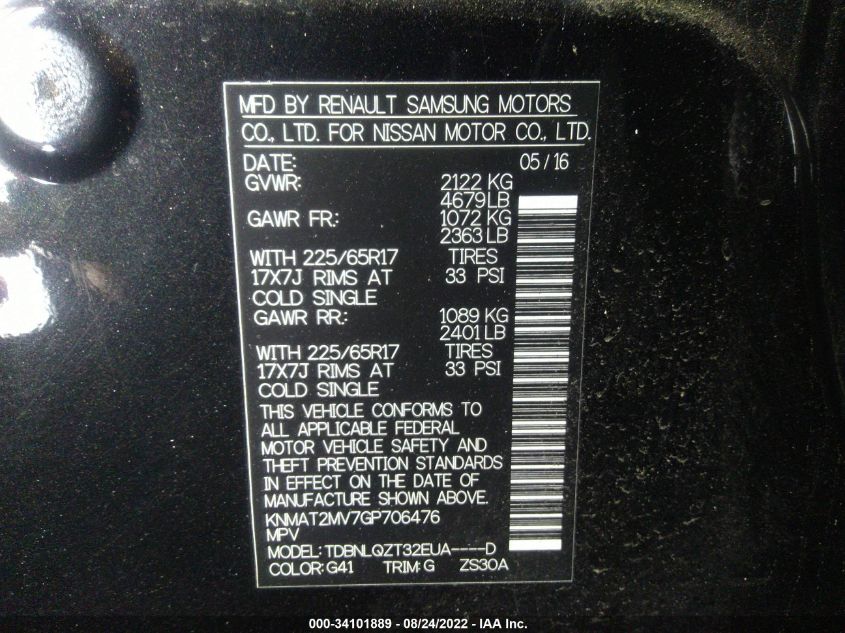 MFD BY RENAULT SAMSUNG MOTORS
CO., LTD. FOR NISSAN MOTOR CO., LTD.
DATE: 05/16
GVWR: 2122 KG
4679 LB
GAWR FR.: 1072 KG
2363 LB
WITH 225/65R17 TIRES
17X7J RIMS AT 33 PSI
COLD SINGLE
GAWR RR.: 1089 KG
2401 LB
WITH 225/65R17 TIRES
17X7J RIMS AT 33 PSI
COLD SINGLE
THIS VEHICLE CONFORMS TO
ALL APPLICABLE FEDERAL
MOTOR VEHICLE SAFETY AND
THEFT PREVENTION STANDARDS
IN EFFECT ON THE DATE OF
MANUFACTURE SHOWN ABOVE.
KNMAT2MV7GP706476
MPV
MODEL: TDBNLQZT32EUA----D
COLOR: G41 TRIM: G ZS30A
000-34101889 - 08/24/2022 - IAA Inc.